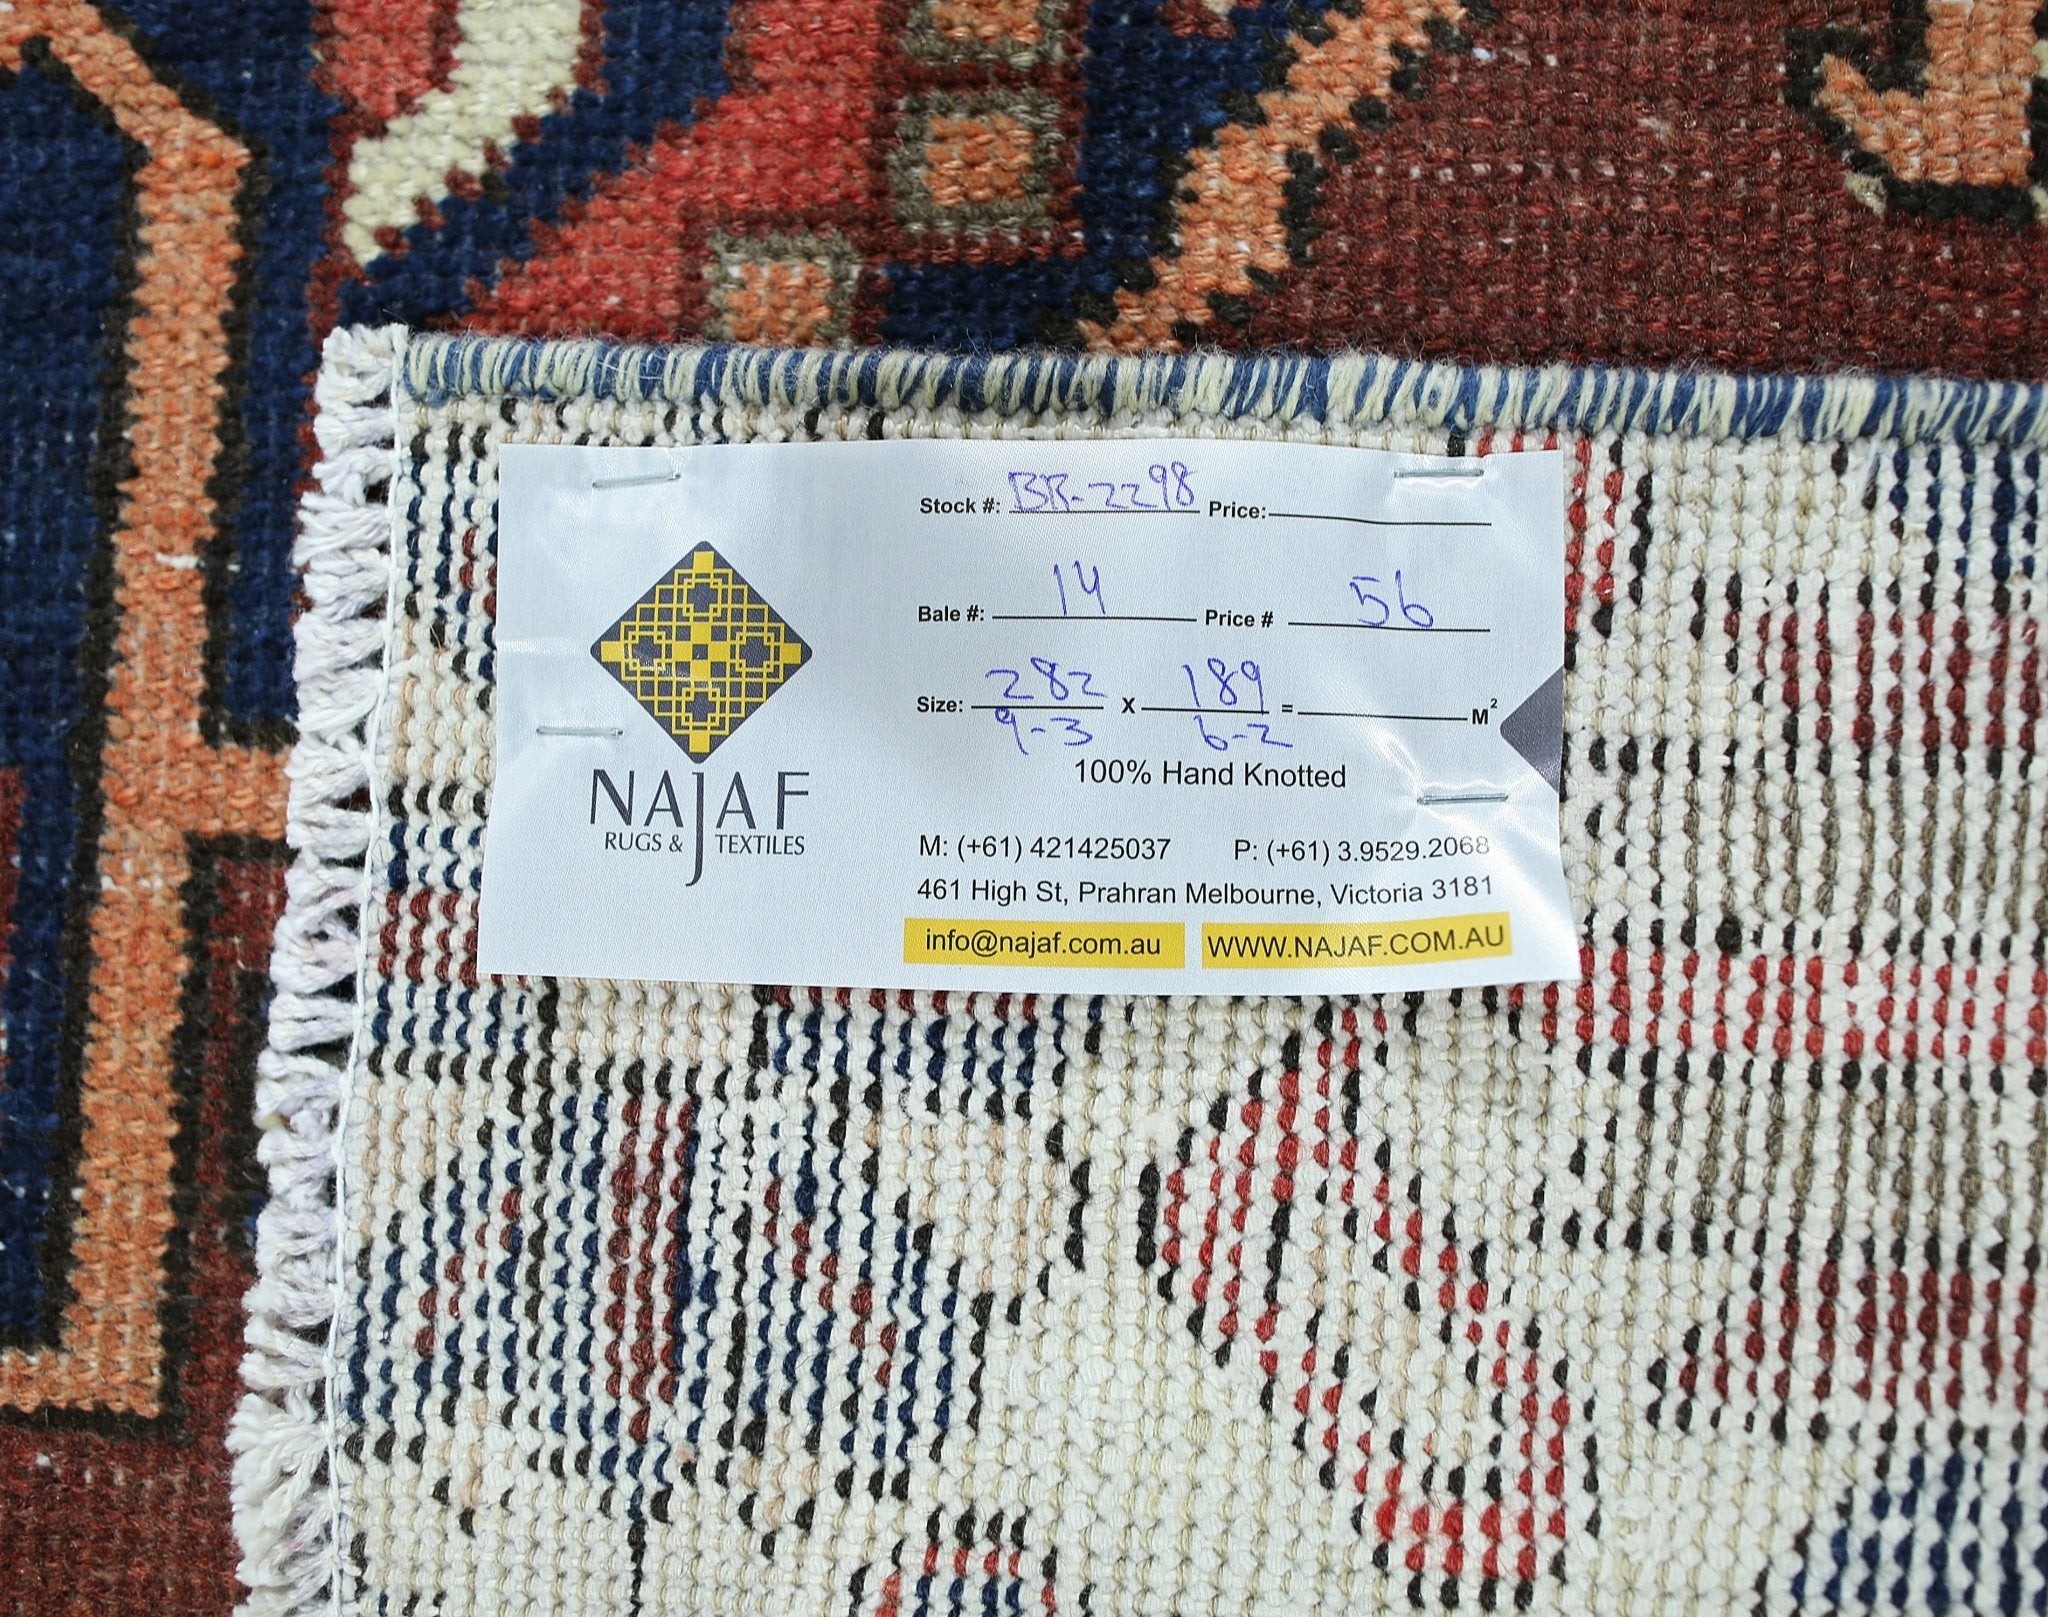 Stock #: BR-2298 Price:
Bale #: 14 Price # 56
Size: 282 X 189 = M²
9-3 6-2
100% Hand Knotted
NAJAF
RUGS & TEXTILES
M: (+61) 421425037 P: (+61) 3.9529.2068
461 High St, Prahran Melbourne, Victoria 3181
info@najaf.com.au WWW.NAJAF.COM.AU